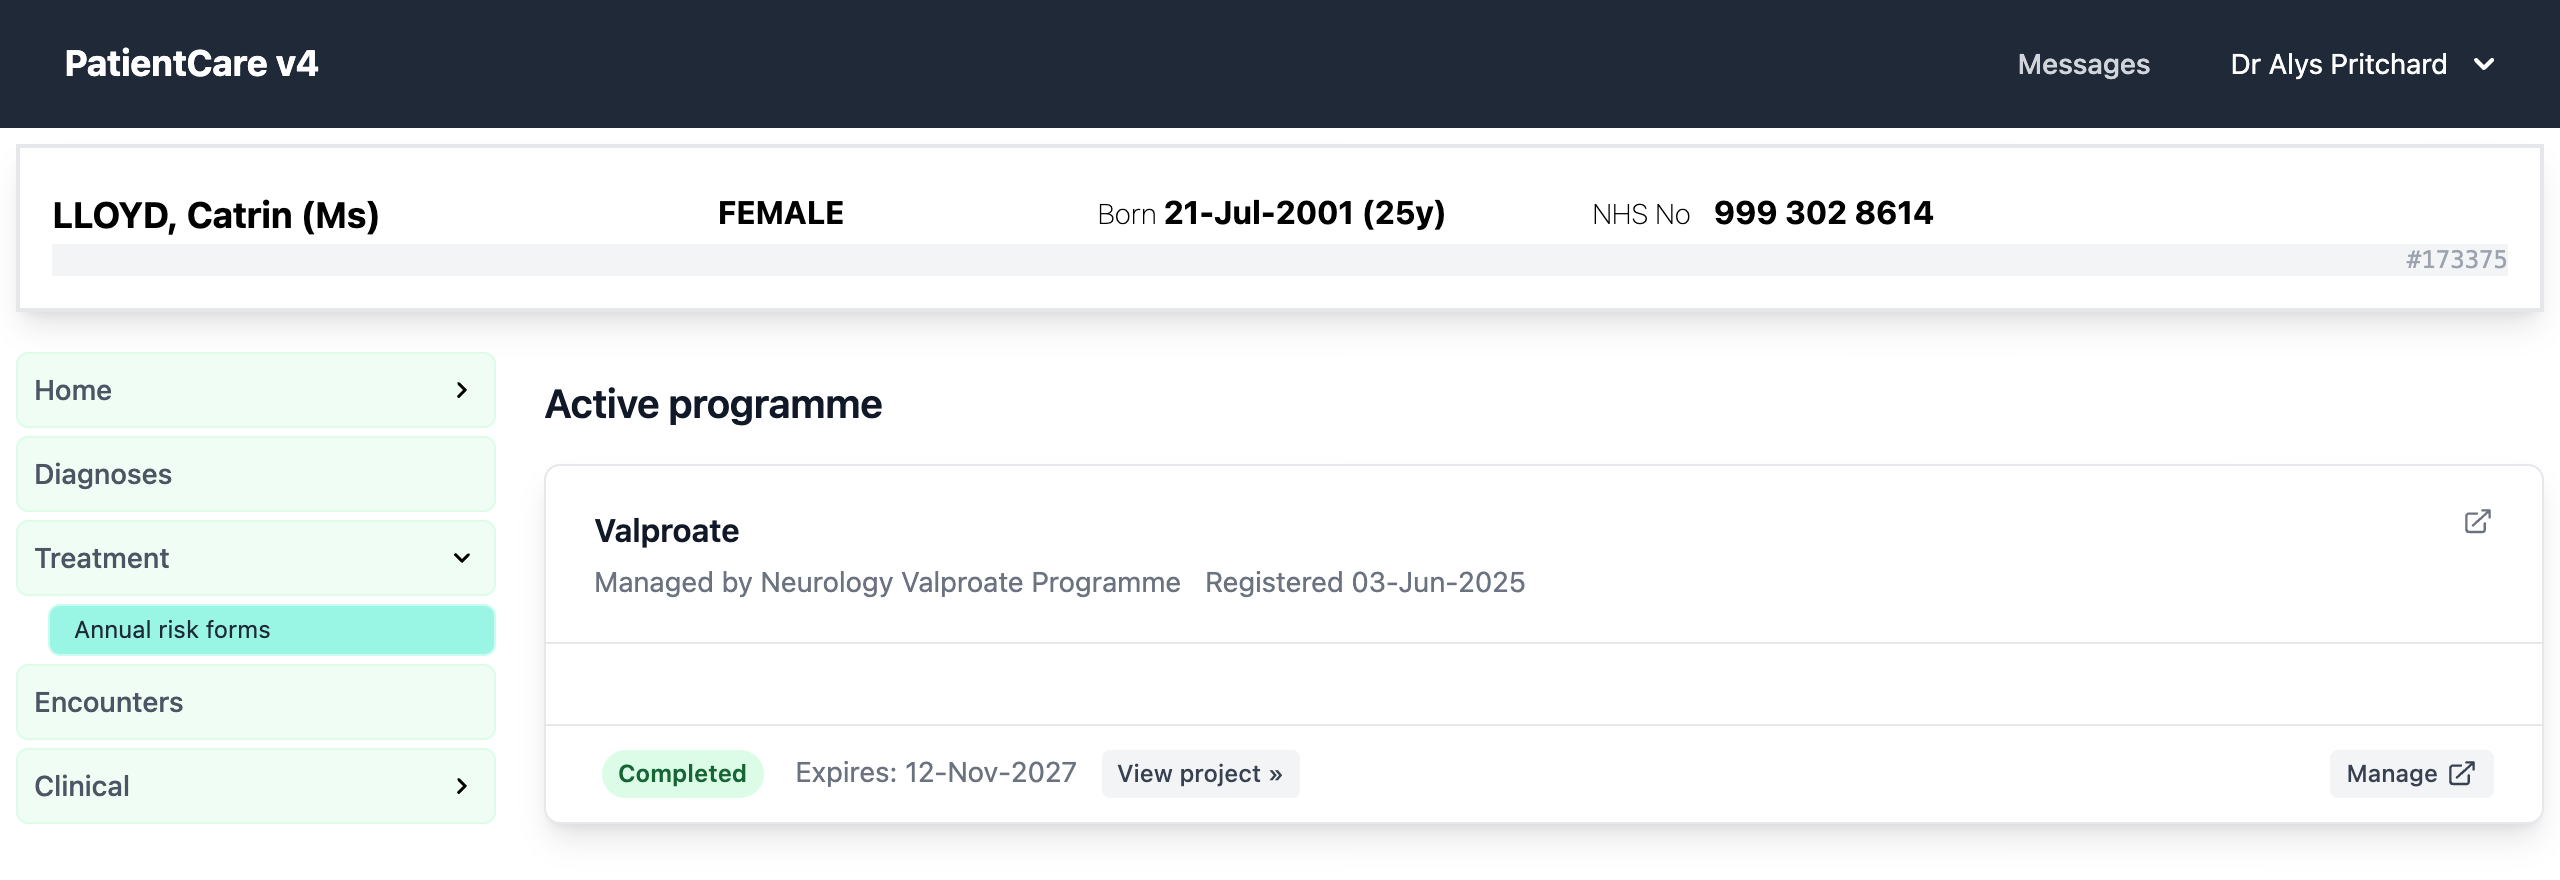 PatientCare v4 Messages Dr Alys Pritchard
LLOYD, Catrin (Ms) FEMALE Born 21-Jul-2001 (25y) NHS No 999 302 8614
#173375
Home
Diagnoses
Treatment
Annual risk forms
Encounters
Clinical
Active programme
Valproate
Managed by Neurology Valproate Programme Registered 03-Jun-2025
Completed Expires: 12-Nov-2027 View project » Manage